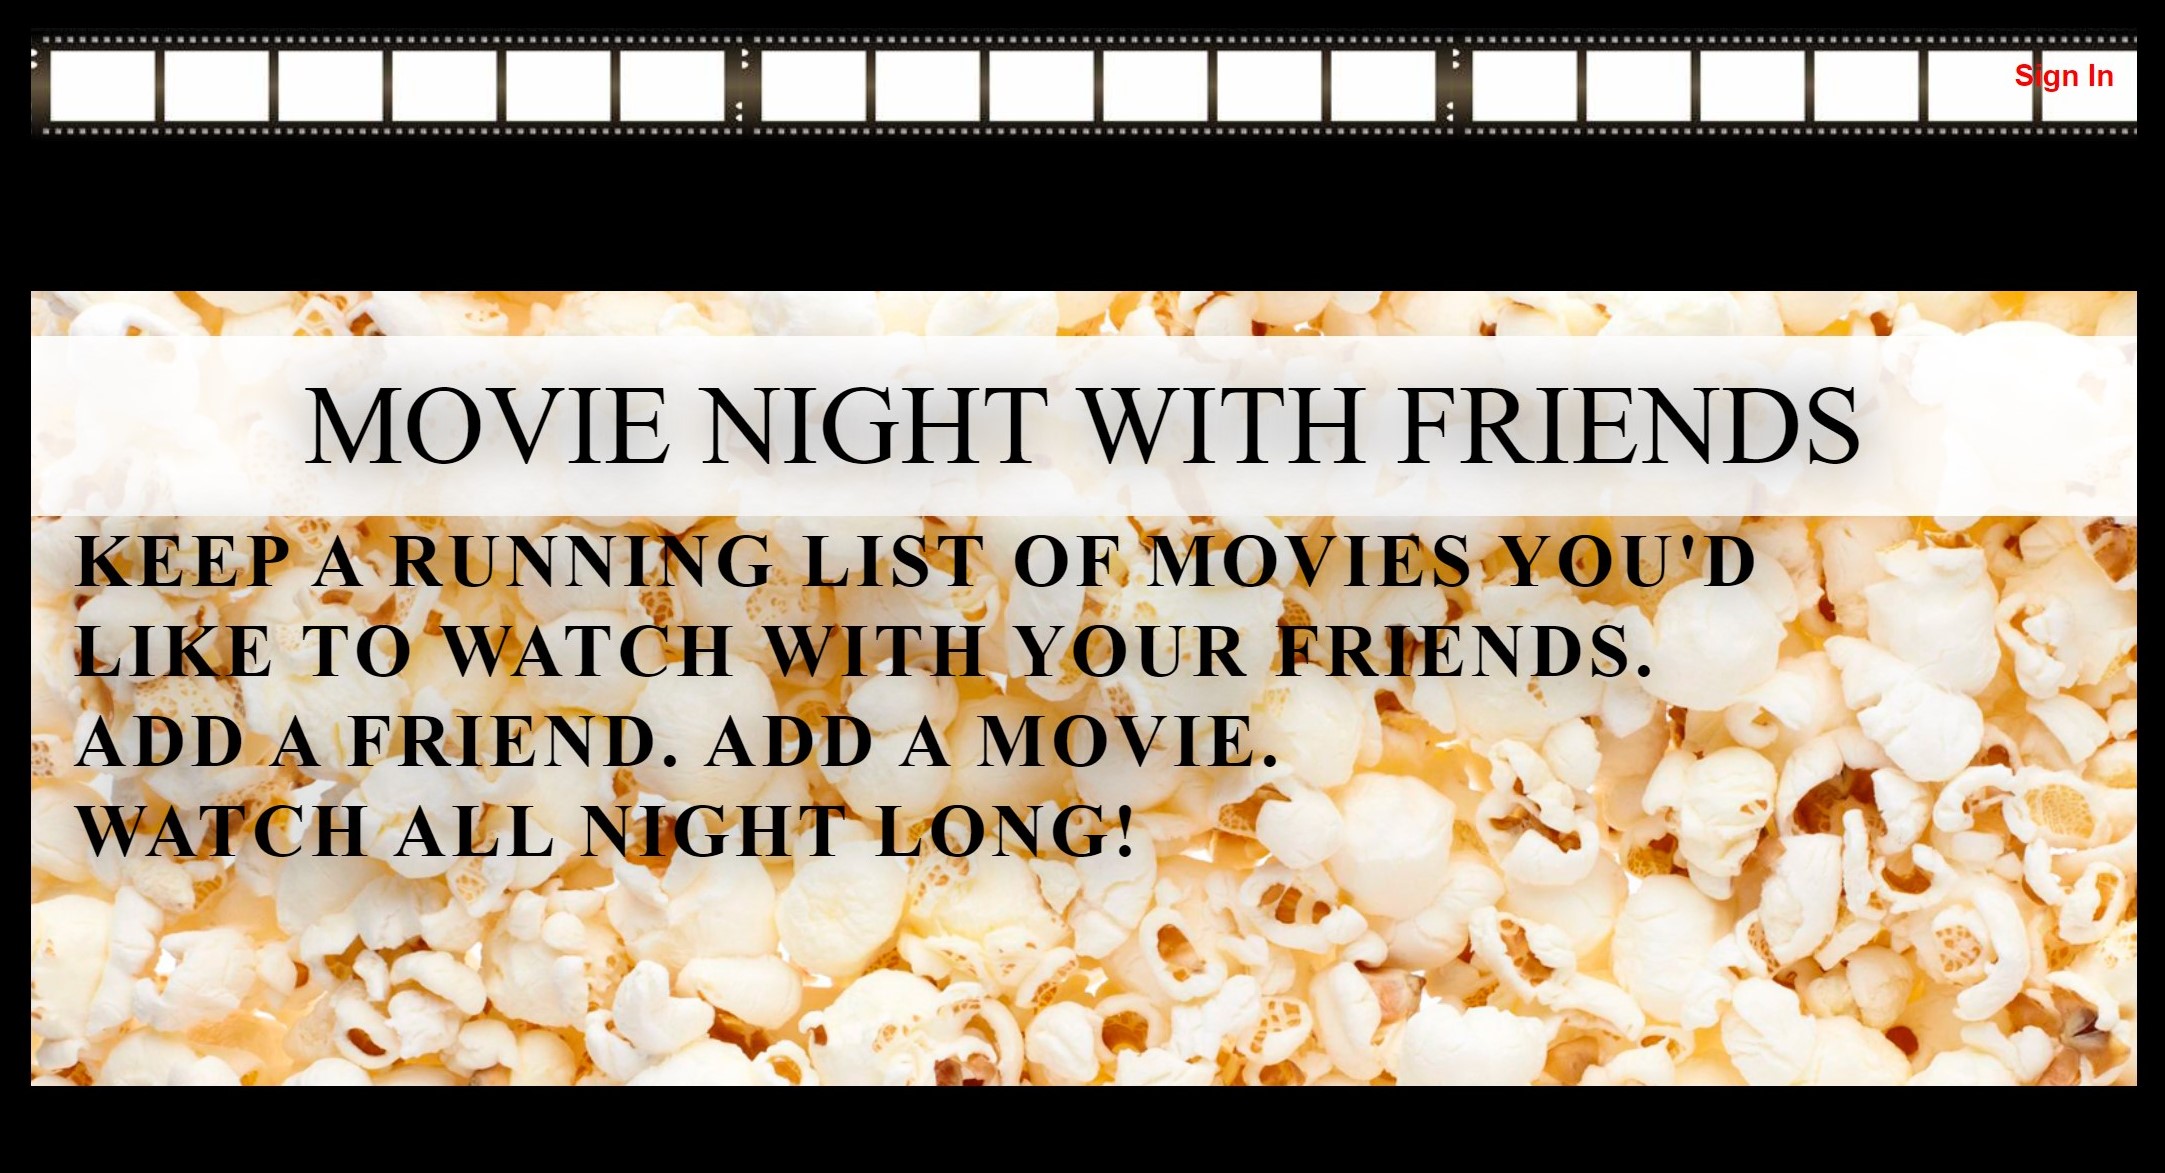 Sign In
MOVIE NIGHT WITH FRIENDS
KEEP A RUNNING LIST OF MOVIES YOU'D
LIKE TO WATCH WITH YOUR FRIENDS.
ADD A FRIEND. ADD A MOVIE.
WATCH ALL NIGHT LONG!